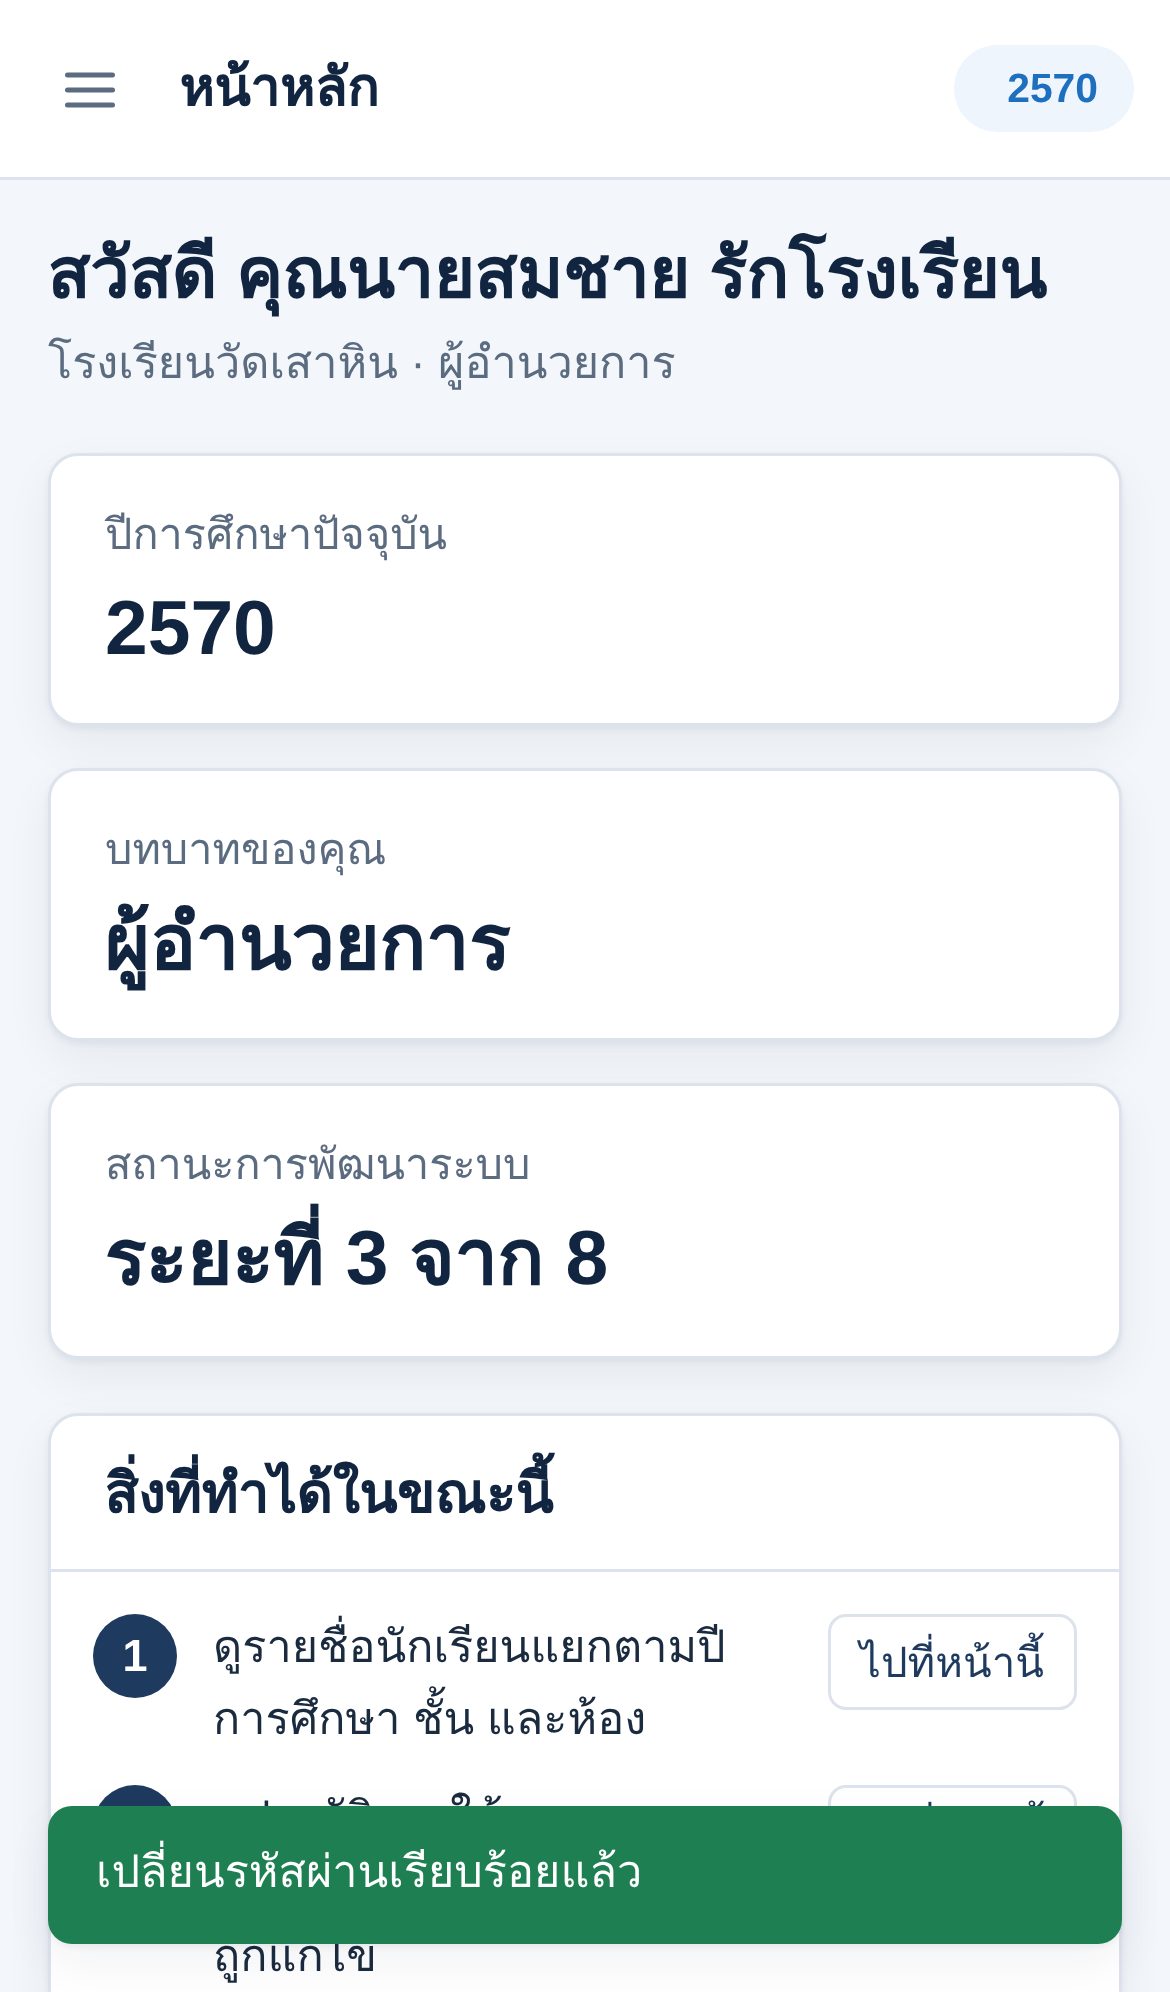 หน้าหลัก
2570
สวัสดี คุณนายสมชาย รักโรงเรียน
โรงเรียนวัดเสาหิน · ผู้อำนวยการ
ปีการศึกษาปัจจุบัน
2570
บทบาทของคุณ
ผู้อำนวยการ
สถานะการพัฒนาระบบ
ระยะที่ 3 จาก 8
สิ่งที่ทำได้ในขณะนี้
1
ดูรายชื่อนักเรียนแยกตามปี
การศึกษา ชั้น และห้อง
ไปที่หน้านี้
เปลี่ยนรหัสผ่านเรียบร้อยแล้ว
ถูกแก้ไข